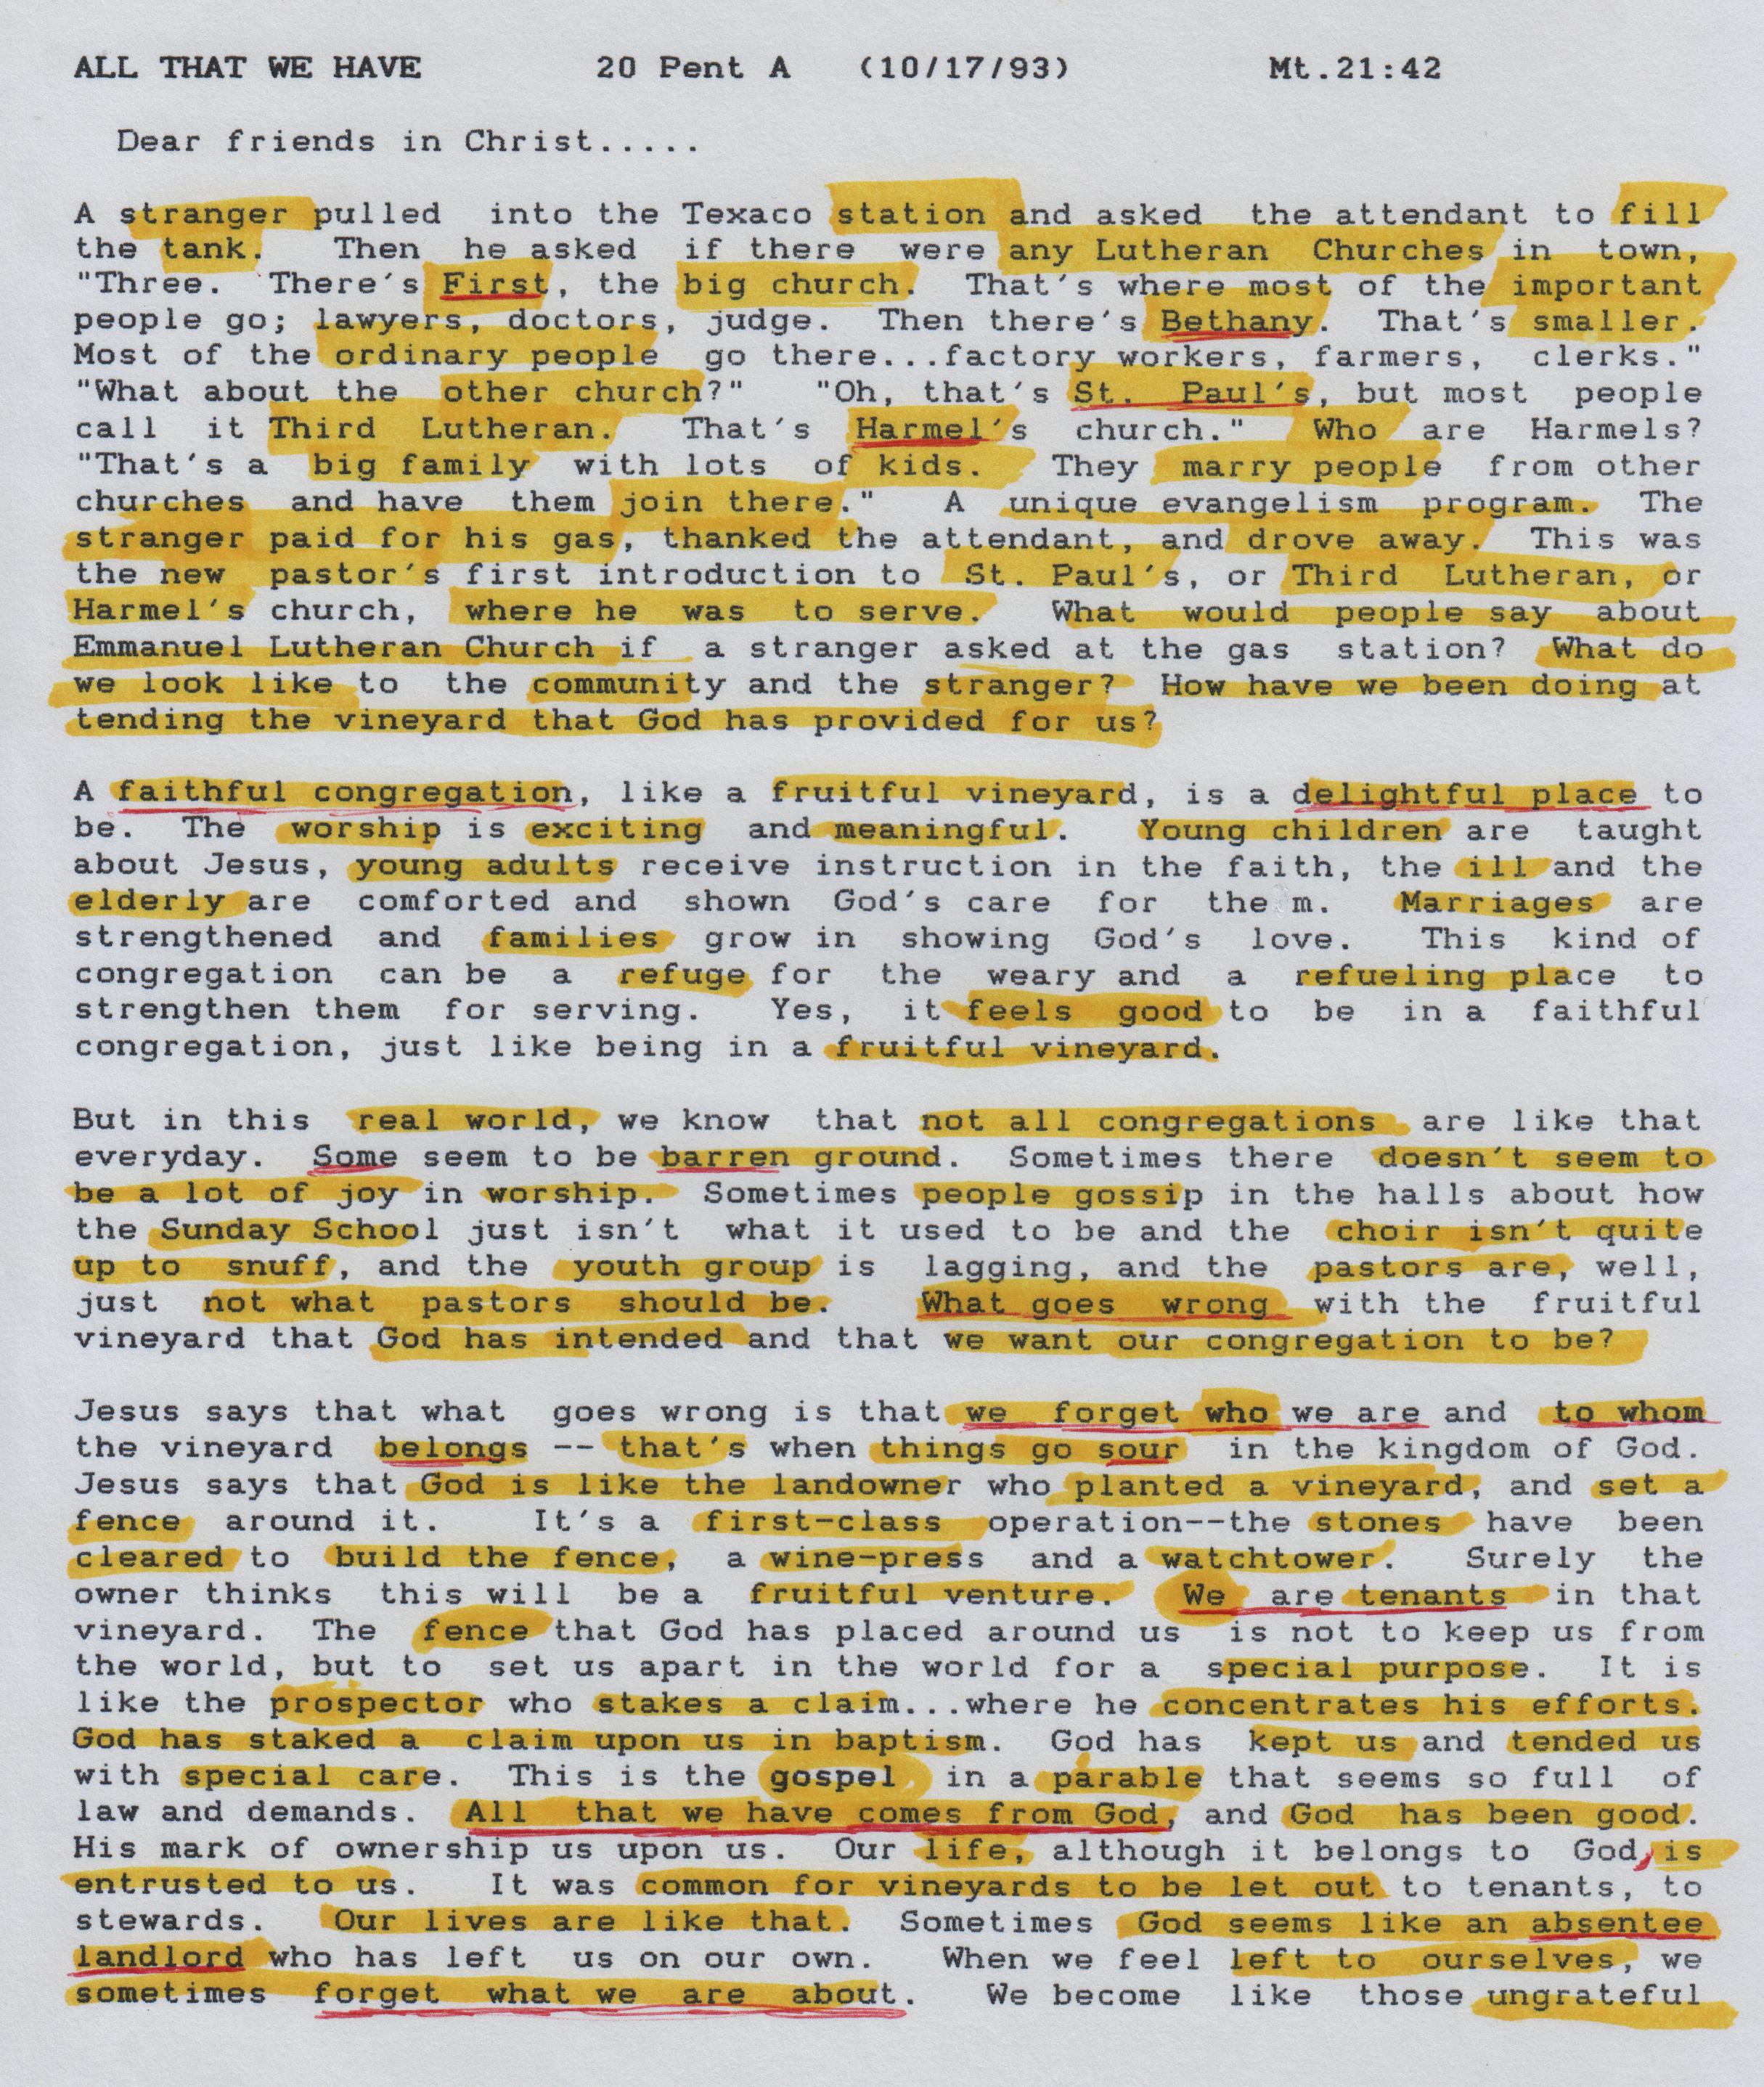 ALL THAT WE HAVE 20 Pent A (10/17/93) Mt.21:42
Dear friends in Christ.....
A stranger pulled into the Texaco station and asked the attendant to fill
the tank. Then he asked if there were any Lutheran Churches in town,
"Three. There's First, the big church. That's where most of the important
people go; lawyers, doctors, judge. Then there's Bethany. That's smaller.
Most of the ordinary people go there...factory workers, farmers, clerks."
"What about the other church?" "Oh, that's St. Paul's, but most people
call it Third Lutheran. That's Harmel's church." Who are Harmels?
"That's a big family with lots of kids. They marry people from other
churches and have them join there." A unique evangelism program. The
stranger paid for his gas, thanked the attendant, and drove away. This was
the new pastor's first introduction to St. Paul's, or Third Lutheran, or
Harmel's church, where he was to serve. What would people say about
Emmanuel Lutheran Church if a stranger asked at the gas station? What do
we look like to the community and the stranger? How have we been doing at
tending the vineyard that God has provided for us?
A faithful congregation, like a fruitful vineyard, is a delightful place to
be. The worship is exciting and meaningful. Young children are taught
about Jesus, young adults receive instruction in the faith, the ill and the
elderly are comforted and shown God's care for the m. Marriages are
strengthened and families grow in showing God's love. This kind of
congregation can be a refuge for the weary and a refueling place to
strengthen them for serving. Yes, it feels good to be in a faithful
congregation, just like being in a fruitful vineyard.
But in this real world, we know that not all congregations are like that
everyday. Some seem to be barren ground. Sometimes there doesn't seem to
be a lot of joy in worship. Sometimes people gossip in the halls about how
the Sunday School just isn't what it used to be and the choir isn't quite
up to snuff, and the youth group is lagging, and the pastors are, well,
just not what pastors should be. What goes wrong with the fruitful
vineyard that God has intended and that we want our congregation to be?
Jesus says that what goes wrong is that we forget who we are and to whom
the vineyard belongs -- that's when things go sour in the kingdom of God.
Jesus says that God is like the landowner who planted a vineyard, and set a
fence around it. It's a first-class operation--the stones have been
cleared to build the fence, a wine-press and a watchtower. Surely the
owner thinks this will be a fruitful venture. We are tenants in that
vineyard. The fence that God has placed around us is not to keep us from
the world, but to set us apart in the world for a special purpose. It is
like the prospector who stakes a claim...where he concentrates his efforts.
God has staked a claim upon us in baptism. God has kept us and tended us
with special care. This is the gospel in a parable that seems so full of
law and demands. All that we have comes from God, and God has been good.
His mark of ownership us upon us. Our life, although it belongs to God, is
entrusted to us. It was common for vineyards to be let out to tenants, to
stewards. Our lives are like that. Sometimes God seems like an absentee
landlord who has left us on our own. When we feel left to ourselves, we
sometimes forget what we are about. We become like those ungrateful